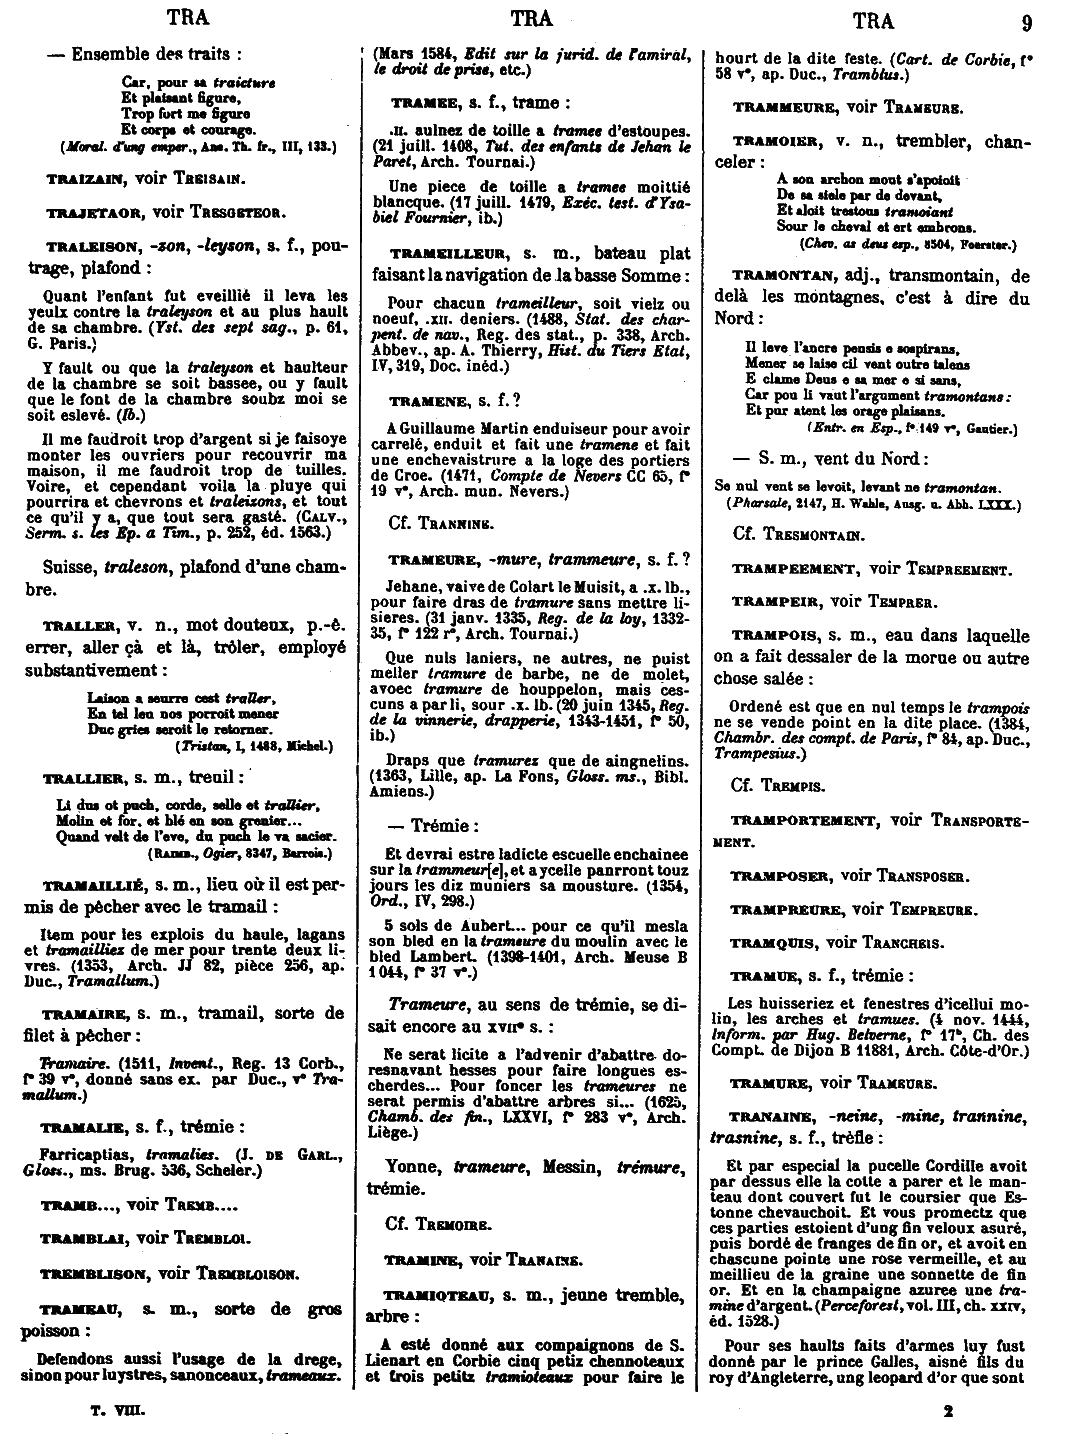 TRA
TRA
TRA
9
— Ensemble des traits :
Car, pour sa traicture
Et plaisant figure,
Trop fort me figure
Et corps et courage.
(Moral. d'ung emper., Anc. Th. fr., III, 133.)
TRAIZAIN, voir TREISAIN.
TRAJETAOR, voir TRESGETEOR.
TRALEISON, -zon, -leyson, s. f., pou-
trage, plafond :
Quant l'enfant fut eveillié il leva les
yeulx contre la traleyson et au plus hault
de sa chambre. (Yst. des sept sag., p. 61,
G. Paris.)
Y fault ou que la traleyson et haulteur
de la chambre se soit bassee, ou y fault
que le font de la chambre soubz moi se
soit eslevé. (Ib.)
Il me faudroit trop d'argent si je faisoye
monter les ouvriers pour recouvrir ma
maison, il me faudroit trop de tuilles.
Voire, et cependant voila la pluye qui
pourrira et chevrons et traleizons, et tout
ce qu'il y a, que tout sera gasté. (CALV.,
Serm. s. les Ep. a Tim., p. 252, éd. 1563.)
Suisse, traleson, plafond d'une cham-
bre.
TRALLER, v. n., mot douteux, p.-ê.
errer, aller çà et là, trôler, employé
substantivement :
Laison a seurre cest traller,
En tel leu nos porroit mener
Duc gries seroit le retorner.
(Tristan, I, 1488, Michel.)
TRALLIER, s. m., treuil :
Li dus ot puch, corde, selle et trallier,
Molin et for, et blé en son grenier...
Quand velt de l'eve, du puch le va sacier.
(RAIMB., Ogier, 8347, Barrois.)
TRAMAILLIÉ, s. m., lieu où il est per-
mis de pêcher avec le tramail :
Item pour les explois du haule, lagans
et tramailliez de mer pour trente deux li-
vres. (1353, Arch. JJ 82, pièce 256, ap.
Duc., Tramallum.)
TRAMAIRE, s. m., tramail, sorte de
filet à pêcher :
Tramaire. (1511, Invent., Reg. 13 Corb.,
f° 39 v°, donné sans ex. par Duc., v° Tra-
mallum.)
TRAMALIE, s. f., trémie :
Farricaptias, tramalies. (J. DE GARL.,
Gloss., ms. Brug. 536, Scheler.)
TRAMB..., voir TREMB....
TRAMBLAI, voir TREMBLOI.
TREMBLISON, voir TREMBLOISON.
TRAMEAU, s. m., sorte de gros
poisson :
Defendons aussi l'usage de la drege,
sinon pour luystres, sanonceaux, trameaux.
T. VIII.
(Mars 1584, Edit sur la jurid. de l'amiral,
le droit de prise, etc.)
TRAMEE, s. f., trame :
.II. aulnez de toille a tramee d'estoupes.
(21 juill. 1408, Tut. des enfants de Jehan le
Paret, Arch. Tournai.)
Une piece de toille a tramee moittié
blancque. (17 juill. 1479, Exéc. test. d'Ysa-
biel Fournier, ib.)
TRAMEILLEUR, s. m., bateau plat
faisant la navigation de la basse Somme :
Pour chacun trameilleur, soit vielz ou
noeuf, .XII. deniers. (1488, Stat. des char-
pent. de nav., Reg. des stat., p. 338, Arch.
Abbev., ap. A. Thierry, Hist. du Tiers Etat,
IV, 319, Doc. inéd.)
TRAMENE, s. f. ?
A Guillaume Martin enduiseur pour avoir
carrelé, enduit et fait une tramene et fait
une enchevaistrure a la loge des portiers
de Croe. (1471, Compte de Nevers CC 65, f°
19 v°, Arch. mun. Nevers.)
Cf. TRANNINE.
TRAMEURE, -mure, trammeure, s. f. ?
Jehane, vaive de Colart le Muisit, a .x. lb.,
pour faire dras de tramure sans mettre li-
sieres. (31 janv. 1335, Reg. de la loy, 1332-
35, f° 122 r°, Arch. Tournai.)
Que nuls laniers, ne autres, ne puist
meller tramure de barbe, ne de molet,
avoec tramure de houppelon, mais ces-
cuns a par li, sour .x. lb. (20 juin 1345, Reg.
de la vinnerie, drapperie, 1343-1451, f° 50,
ib.)
Draps que tramurez que de aingnelins.
(1363, Lille, ap. La Fons, Gloss. ms., Bibl.
Amiens.)
— Trémie :
Et devrai estre ladicte escuelle enchainee
sur la trammeur[e], et aycelle panrront touz
jours les diz muniers sa mousture. (1354,
Ord., IV, 298.)
5 sols de Aubert... pour ce qu'il mesla
son bled en la trameure du moulin avec le
bled Lambert. (1398-1401, Arch. Meuse B
1044, f° 37 v°.)
Trameure, au sens de trémie, se di-
sait encore au XVII° s. :
Ne serat licite a l'advenir d'abattre do-
resnavant hesses pour faire longues es-
cherdes... Pour foncer les trameures ne
serat permis d'abattre arbres si... (1625,
Chamb. des fin., LXXVI, f° 283 v°, Arch.
Liège.)
Yonne, trameure, Messin, trémure,
trémie.
Cf. TREMOIRE.
TRAMINE, voir TRANAINE.
TRAMIOTEAU, s. m., jeune tremble,
arbre :
A esté donné aux compaignons de S.
Lienart en Corbie cinq petiz chennoteaux
et trois petitz tramioteaux pour faire le
hourt de la dite feste. (Cart. de Corbie, f°
58 v°, ap. Duc., Tramblus.)
TRAMMEURE, voir TRAMEURE.
TRAMOIER, v. n., trembler, chan-
celer :
A son archon mout s'apoioit
De sa siele par de devant,
Et aloit trestous tramoiant
Sour le cheval et ert embrons.
(Chev. as deus esp., 8504, Foerster.)
TRAMONTAN, adj., transmontain, de
delà les montagnes, c'est à dire du
Nord :
Il leve l'ancre pensis e sospirans,
Mener se laise cil vent outre talens
E clame Deus e sa mer e si sans,
Car pou li vaut l'argument tramontans :
Et pur atent les orage plaisans.
(Entr. en Esp., f° 149 v°, Gautier.)
— S. m., vent du Nord :
Se nul vent se levoit, levant ne tramontan.
(Pharsale, 2147, H. Wahle, Ausg. u. Abh. LXXX.)
Cf. TRESMONTAIN.
TRAMPEEMENT, voir TEMPREEMENT.
TRAMPEIR, voir TEMPRER.
TRAMPOIS, s. m., eau dans laquelle
on a fait dessaler de la morue ou autre
chose salée :
Ordené est que en nul temps le trampois
ne se vende point en la dite place. (1384,
Chambr. des compt. de Paris, f° 84, ap. Duc.,
Trampesius.)
Cf. TREMPIS.
TRAMPORTEMENT, voir TRANSPORTE-
MENT.
TRAMPOSER, voir TRANSPOSER.
TRAMPREURE, voir TEMPREURE.
TRAMQUIS, voir TRANCHEIS.
TRAMUE, s. f., trémie :
Les huisseriez et fenestres d'icellui mo-
lin, les arches et tramues. (4 nov. 1444,
Inform. par Hug. Belverne, f° 17°, Ch. des
Compt. de Dijon B 11881, Arch. Côte-d'Or.)
TRAMURE, voir TRAMEURE.
TRANAINE, -neine, -mine, trannine,
trasnine, s. f., trèfle :
Et par especial la pucelle Cordille avoit
par dessus elle la cotte a parer et le man-
teau dont couvert fut le coursier que Es-
tonne chevauchoit. Et vous promectz que
ces parties estoient d'ung fin veloux asuré,
puis bordé de franges de fin or, et avoit en
chascune pointe une rose vermeille, et au
meillieu de la graine une sonnette de fin
or. Et en la champaigne azuree une tra-
mine d'argent. (Perceforest, vol. III, ch. XXIV,
éd. 1528.)
Pour ses haults faits d'armes luy fust
donné par le prince Galles, aisné fils du
roy d'Angleterre, ung leopard d'or que sont
2